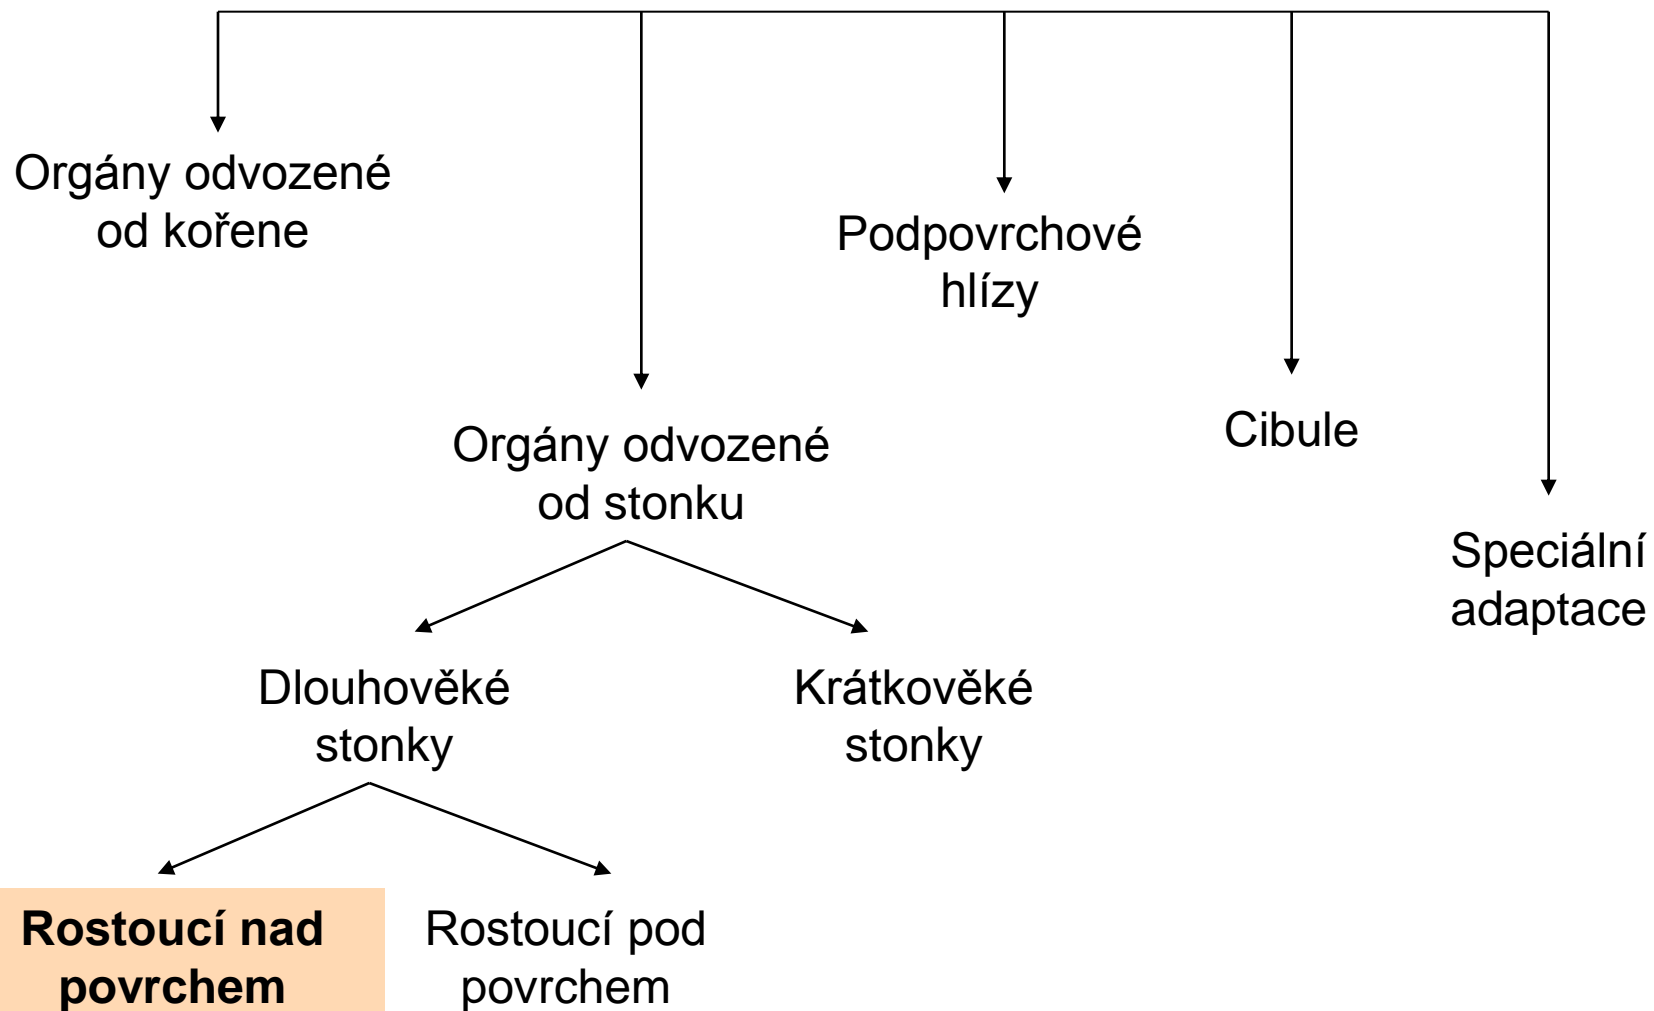 Orgány odvozené
od kořene
Podpovrchové
hlízy
Orgány odvozené
od stonku
Cibule
Speciální
adaptace
Dlouhověké
stonky
Krátkověké
stonky
Rostoucí nad
povrchem
Rostoucí pod
povrchem